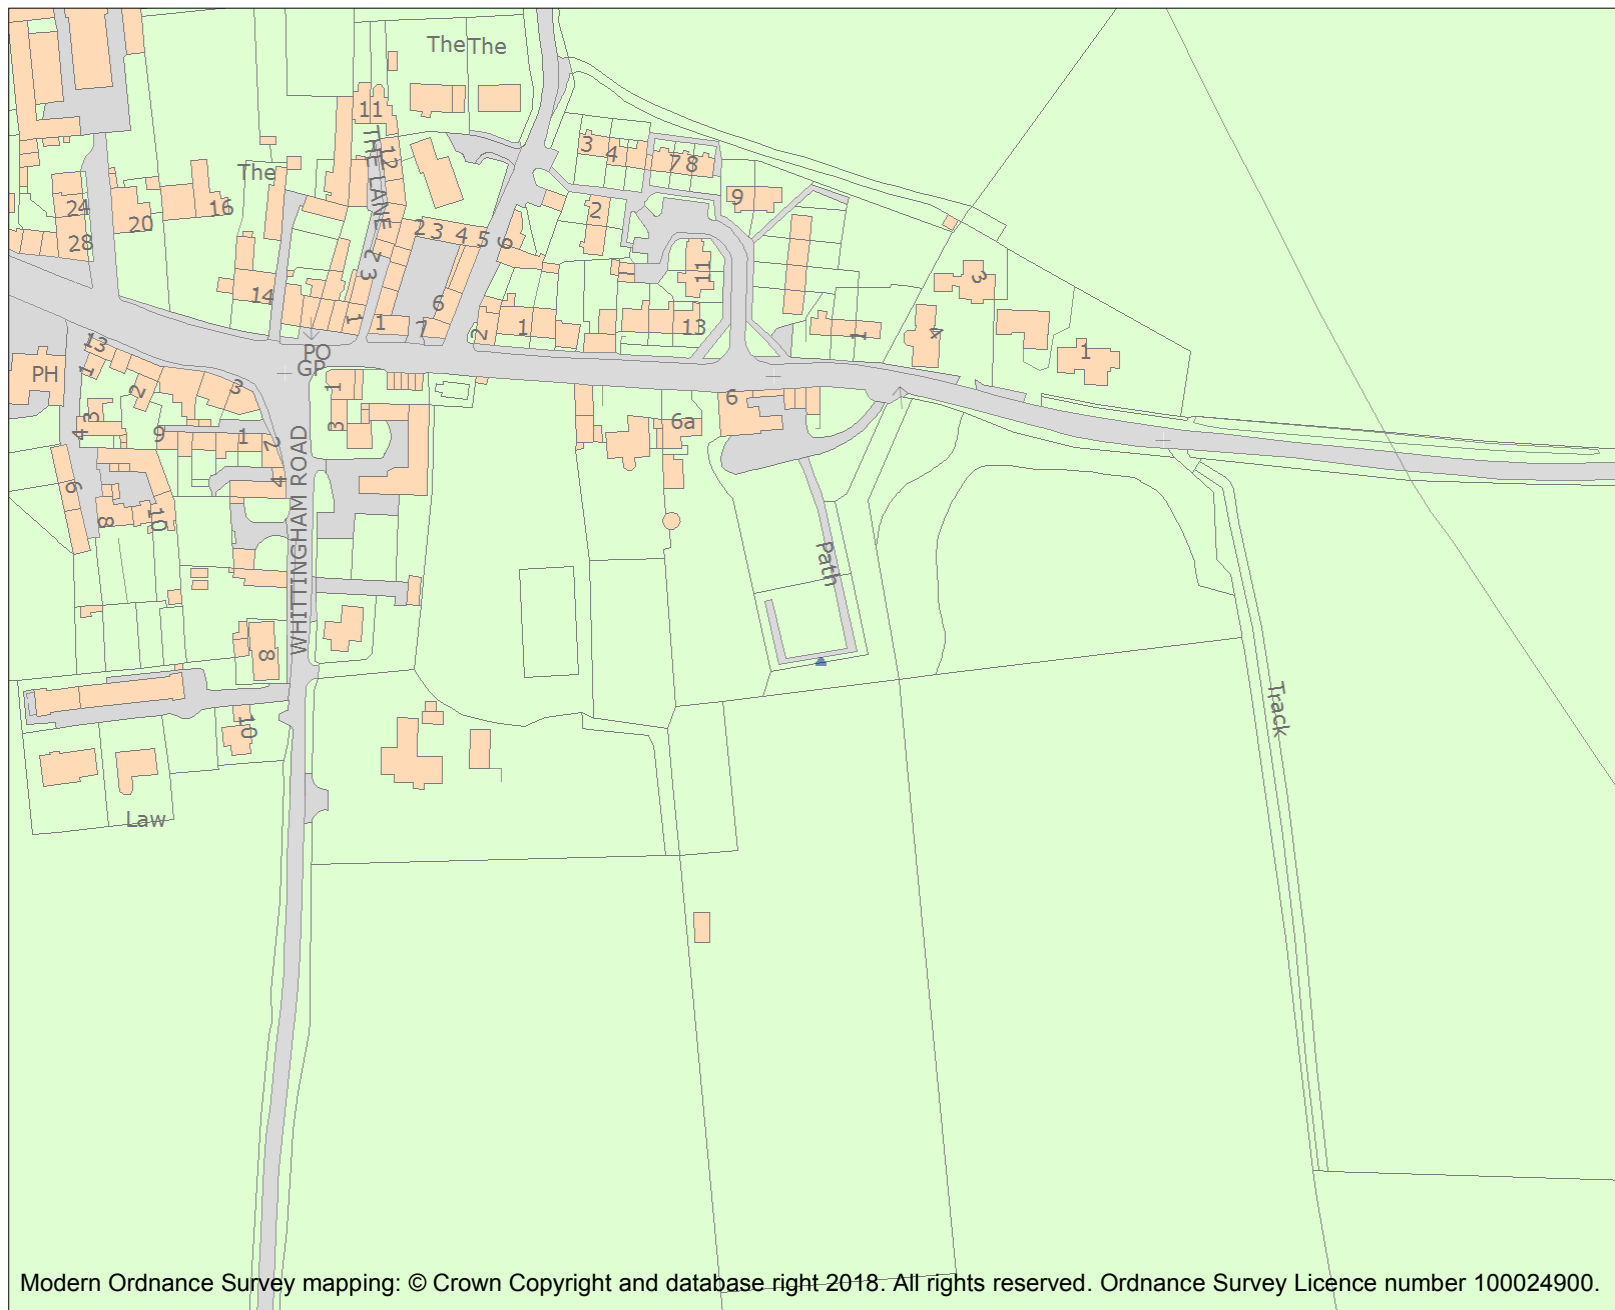 The The
11
THE LANE
12
3
4
7 8
The
9
24
16
2
20
2 3 4 5 6
28
2
3
11
3
14
6
1 1 7 2 1 13 1 4
13
PO
GP
1
PH
1
2
3
1
6
3
4
9
1
2
3
6a
4
WHITTINGHAM ROAD
6
8
10
Path
8
Track
10
Law
Modern Ordnance Survey mapping: © Crown Copyright and database right 2018. All rights reserved. Ordnance Survey Licence number 100024900.